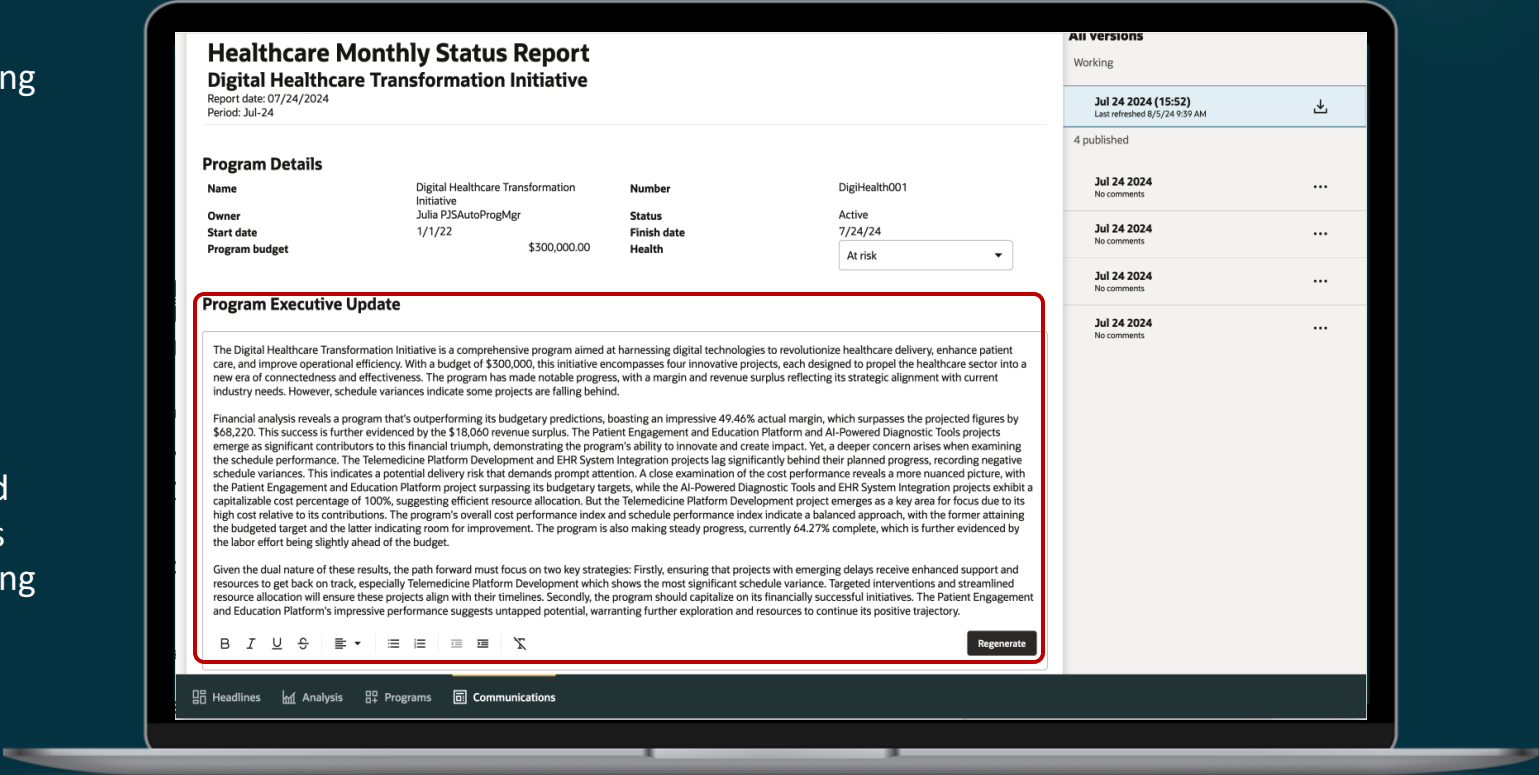 ng
d
s
ng
Healthcare Monthly Status Report
Digital Healthcare Transformation Initiative
Report date: 07/24/2024
Period: Jul-24
Program Details
Name Digital Healthcare Transformation Initiative Number DigiHealth001
Owner Julia PJSAutoProgMgr Status Active
Start date 1/1/22 Finish date 7/24/24
Program budget $300,000.00 Health At risk
Program Executive Update
The Digital Healthcare Transformation Initiative is a comprehensive program aimed at harnessing digital technologies to revolutionize healthcare delivery, enhance patient
care, and improve operational efficiency. With a budget of $300,000, this initiative encompasses four innovative projects, each designed to propel the healthcare sector into a
new era of connectedness and effectiveness. The program has made notable progress, with a margin and revenue surplus reflecting its strategic alignment with current
industry needs. However, schedule variances indicate some projects are falling behind.
Financial analysis reveals a program that's outperforming its budgetary predictions, boasting an impressive 49.46% actual margin, which surpasses the projected figures by
$68,220. This success is further evidenced by the $18,060 revenue surplus. The Patient Engagement and Education Platform and AI-Powered Diagnostic Tools projects
emerge as significant contributors to this financial triumph, demonstrating the program's ability to innovate and create impact. Yet, a deeper concern arises when examining
the schedule performance. The Telemedicine Platform Development and EHR System Integration projects lag significantly behind their planned progress, recording negative
schedule variances. This indicates a potential delivery risk that demands prompt attention. A close examination of the cost performance reveals a more nuanced picture, with
the Patient Engagement and Education Platform project surpassing its budgetary targets, while the AI-Powered Diagnostic Tools and EHR System Integration projects exhibit a
capitalizable cost percentage of 100%, suggesting efficient resource allocation. But the Telemedicine Platform Development project emerges as a key area for focus due to its
high cost relative to its contributions. The program's overall cost performance index and schedule performance index indicate a balanced approach, with the former attaining
the budgeted target and the latter indicating room for improvement. The program is also making steady progress, currently 64.27% complete, which is further evidenced by
the labor effort being slightly ahead of the budget.
Given the dual nature of these results, the path forward must focus on two key strategies: Firstly, ensuring that projects with emerging delays receive enhanced support and
resources to get back on track, especially Telemedicine Platform Development which shows the most significant schedule variance. Targeted interventions and streamlined
resource allocation will ensure these projects align with their timelines. Secondly, the program should capitalize on its financially successful initiatives. The Patient Engagement
and Education Platform's impressive performance suggests untapped potential, warranting further exploration and resources to continue its positive trajectory.
B I U S
Regenerate
All versions
Working
Jul 24 2024 (15:52)
Last refreshed 8/5/24 9:39 AM
4 published
Jul 24 2024
No comments
Jul 24 2024
No comments
Jul 24 2024
No comments
Jul 24 2024
No comments
Headlines Analysis Programs Communications